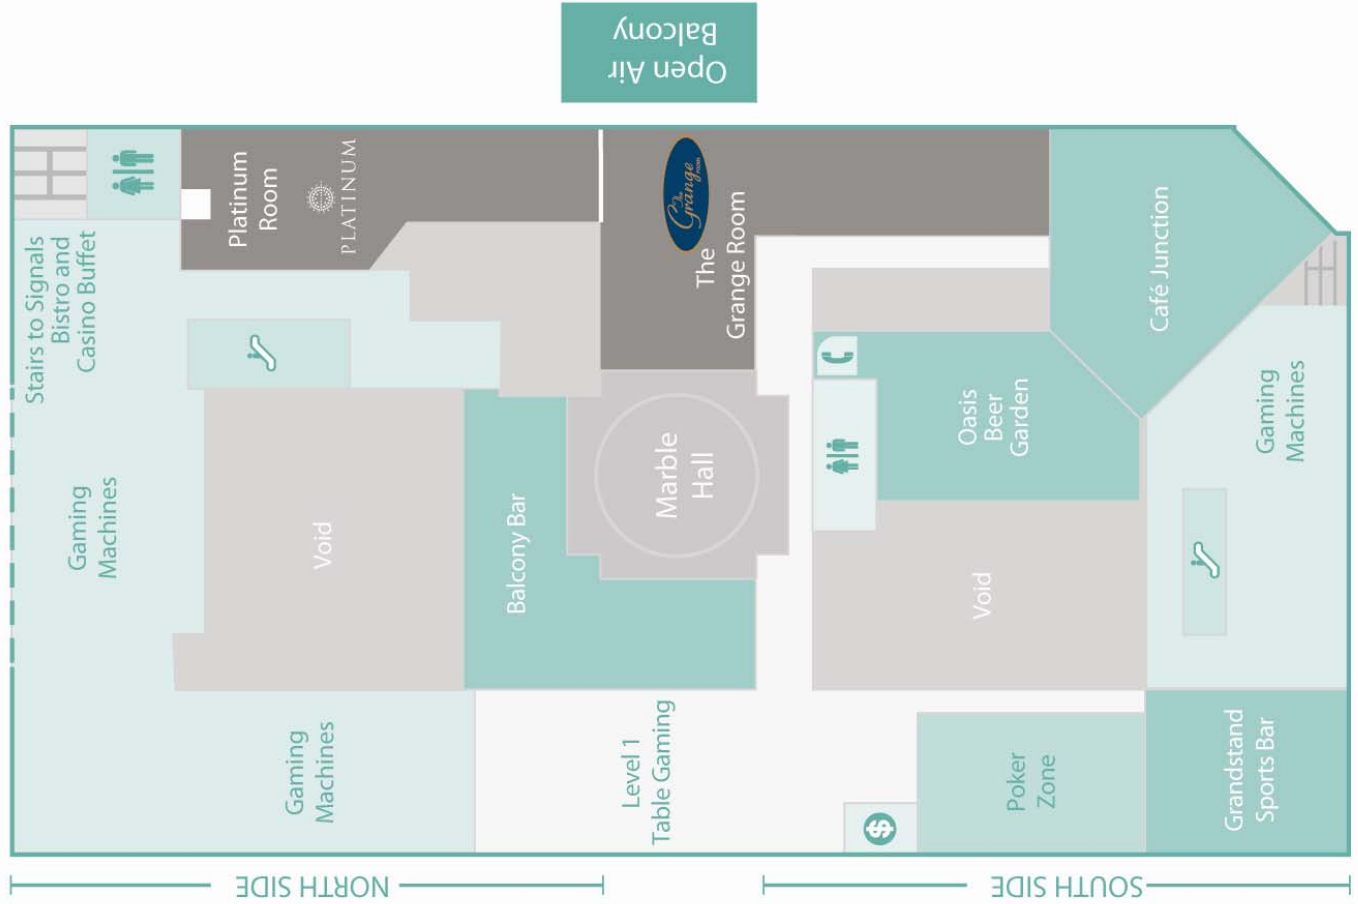 Open Air
Balcony
Stairs to Signals
Bistro and
Casino Buffet
Platinum
Room
PLATINUM
The
Grange
room
The
Grange Room
Café Junction
Gaming
Machines
Void
Balcony Bar
Marble
Hall
Oasis
Beer
Garden
Gaming
Machines
Void
Gaming
Machines
Level 1
Table Gaming
$
Poker
Zone
Grandstand
Sports Bar
NORTH SIDE
SOUTH SIDE